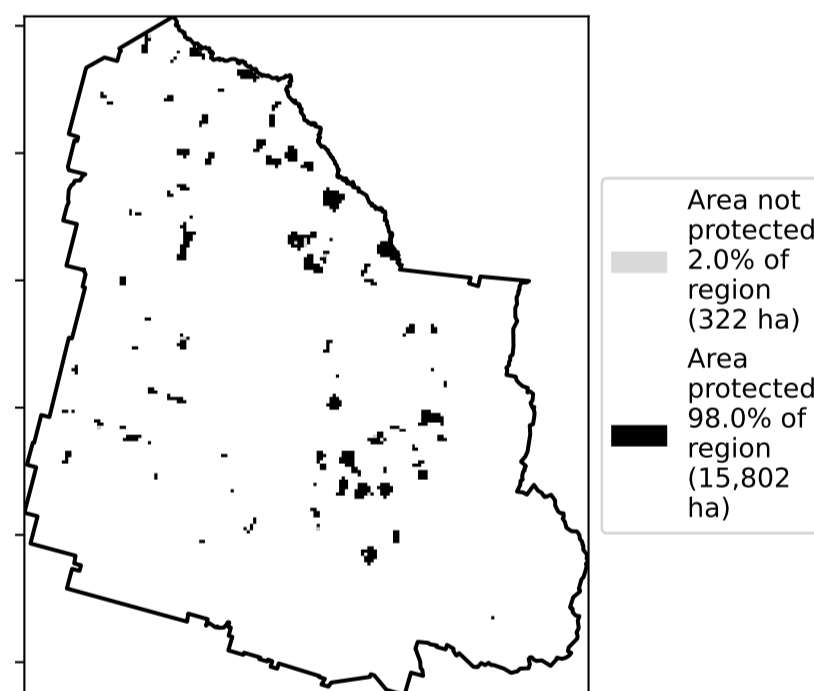 Area not
protected
2.0% of
region
(322 ha)
Area
protected
98.0% of
region
(15,802
ha)